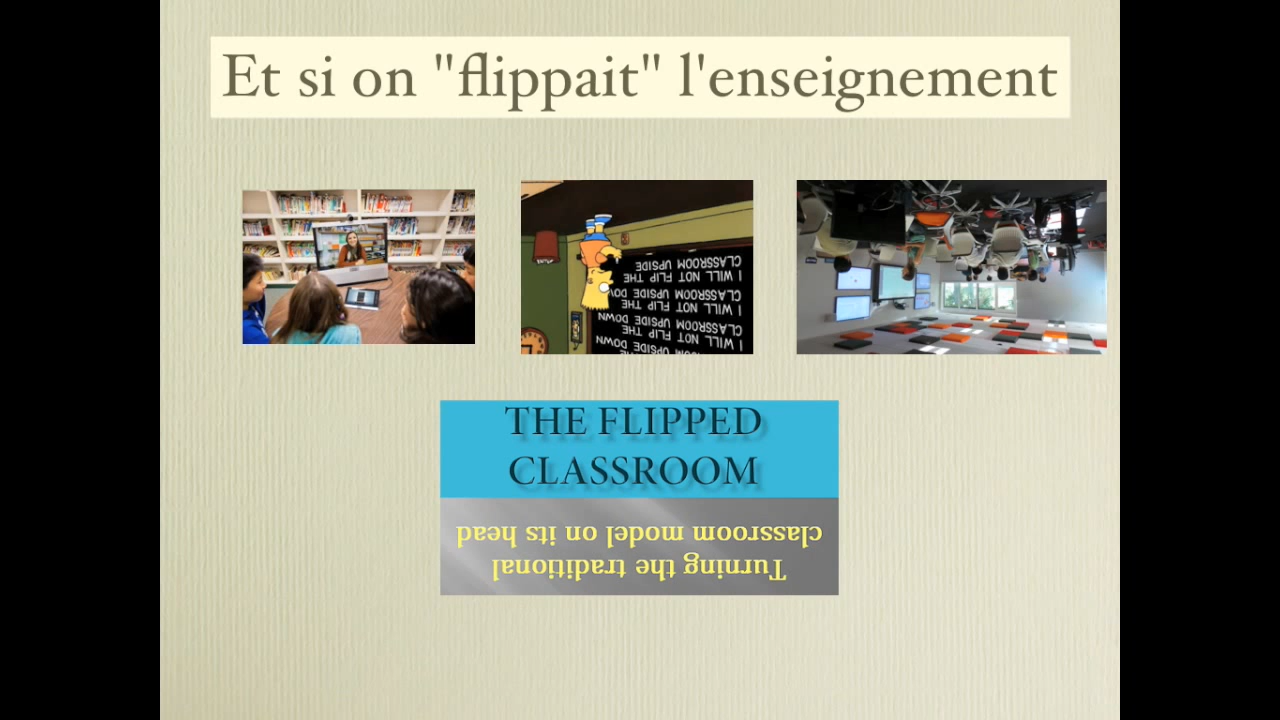 Et si on "flippait" l'enseignement
UPSIDE DOWN
I WILL NOT FLIP THE
CLASSROOM UPSIDE DOWN
I WILL NOT FLIP THE
CLASSROOM UPSIDE DOWN
I WILL NOT FLIP THE
CLASSROOM UPSIDE
THE FLIPPED
CLASSROOM
Turning the traditional
classroom model on its head